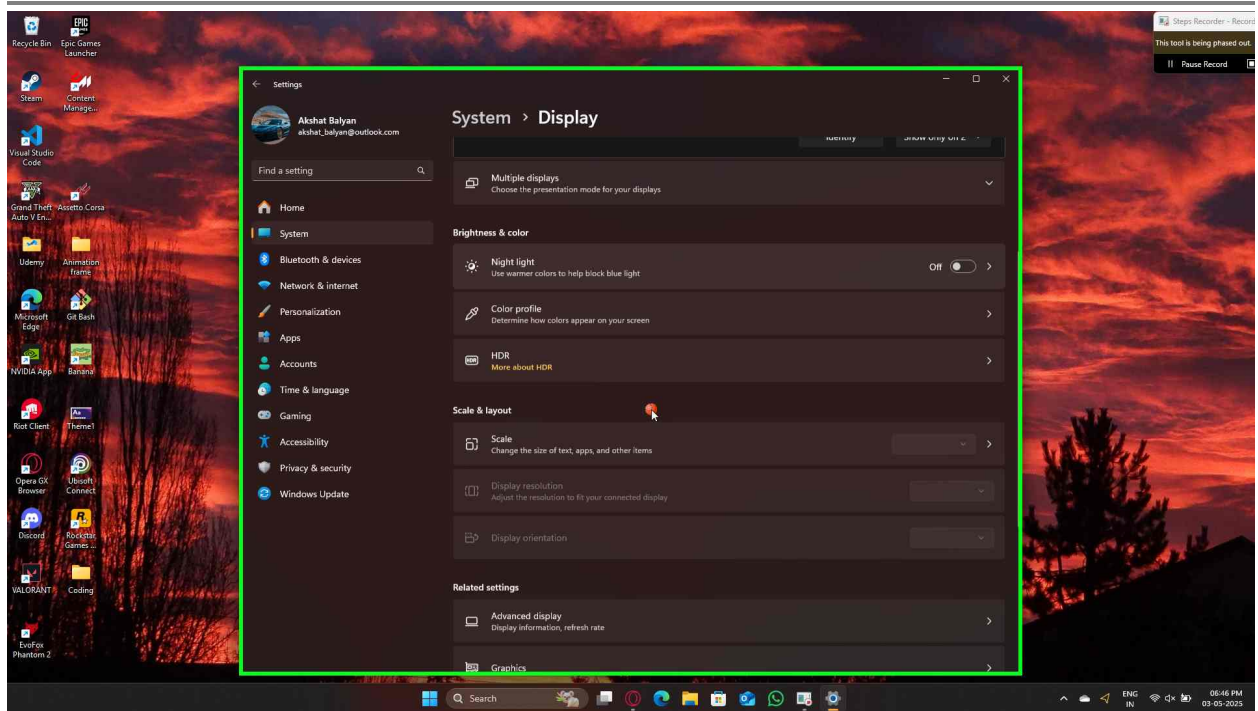 Recycle Bin
Epic Games
Launcher
Steam
Content
Manage...
Visual Studio
Code
Grand Theft
Auto V En...
Assetto Corsa
Udemy
Animation
frame
Microsoft
Edge
Git Bash
NVIDIA App
Banana
Riot Client
Theme1
Opera GX
Browser
Ubisoft
Connect
Discord
Rockstar
Games ...
VALORANT
Coding
EvoFox
Phantom 2
Steps Recorder - Record
This tool is being phased out.
Pause Record
Settings
Akshat Balyan
akshat_balyan@outlook.com
Find a setting
Home
System
Bluetooth & devices
Network & internet
Personalization
Apps
Accounts
Time & language
Gaming
Accessibility
Privacy & security
Windows Update
System > Display
Identify Show only on 2
Multiple displays
Choose the presentation mode for your displays
Brightness & color
Night light
Use warmer colors to help block blue light
Off
Color profile
Determine how colors appear on your screen
HDR
HDR
More about HDR
Scale & layout
Scale
Change the size of text, apps, and other items
Display resolution
Adjust the resolution to fit your connected display
Display orientation
Related settings
Advanced display
Display information, refresh rate
Graphics
Search
ENG
IN
06:46 PM
03-05-2025